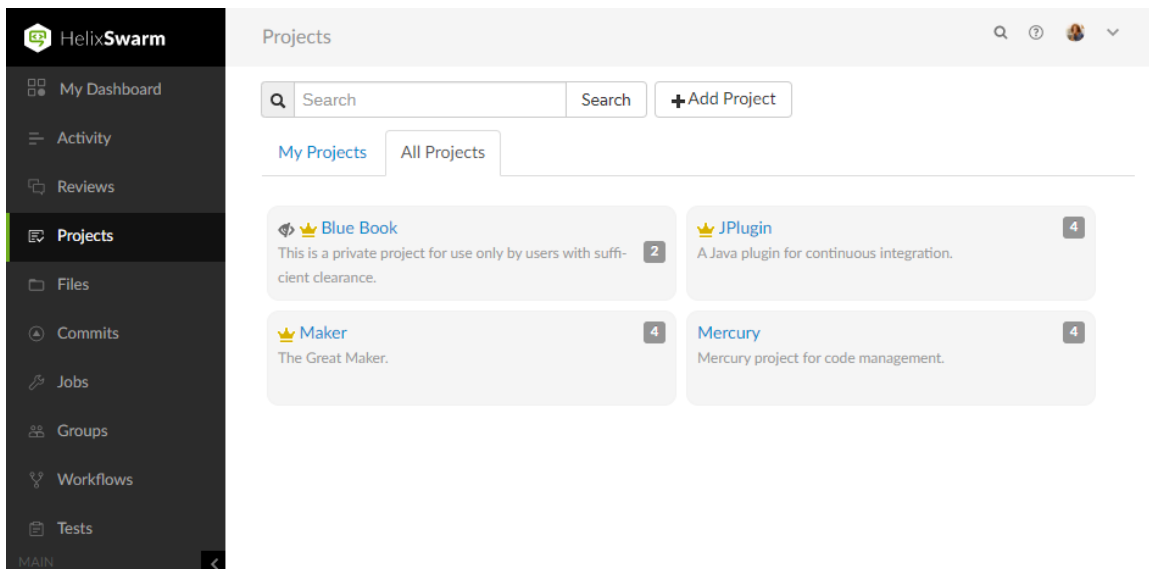 HelixSwarm
My Dashboard
Activity
Reviews
Projects
Files
Commits
Jobs
Groups
Workflows
Tests
MAIN
Projects
Search Search Add Project
My Projects All Projects
Blue Book
This is a private project for use only by users with suffi-
cient clearance.
2
JPlugin
A Java plugin for continuous integration.
4
Maker
The Great Maker.
4
Mercury
Mercury project for code management.
4